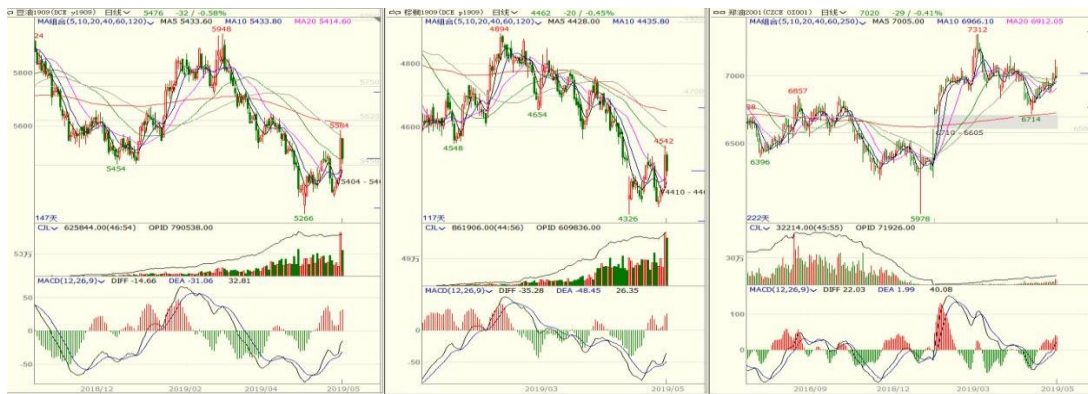 豆油1909(DCE y1909) 日线 5476 -32 / -0.58%
MA组合(5,10,20,40,60,120) MA5 5433.60 MA10 5433.80 MA20 5414.60
24
5948
5800
5600
5584
5454
5266
147天
CJL 625844.00(46:54) OPID 790538.00
53万
MACD(12,26,9) DIFF -14.66 DEA -31.06 32.81
50
0
-50
2018/12 2019/02 2019/04 2019/05
棕榈1909(DCE p1909) 日线 4462 -20 / -0.45%
MA组合(5,10,20,40,60,120) MA5 4428.00 MA10 4435.80
4894
4800
4654
4600
4548
4542
4326
117天
CJL 861906.00(44:56) OPID 609836.00
49万
MACD(12,26,9) DIFF -35.28 DEA -48.45 26.35
50
0
-50
2019/03 2019/05
郑油2001(CZCE OI001) 日线 7020 -29 / -0.41%
MA组合(5,10,20,40,60,250) MA5 7005.00 MA10 6966.10 MA20 6912.05
7312
7000
6857
6714
6710 - 6605
6500
6396
5978
222天
CJL 32214.00(45:55) OPID 71926.00
30万
MACD(12,26,9) DIFF 22.03 DEA 1.99 40.08
100
0
2018/09 2018/12 2019/03 2019/05